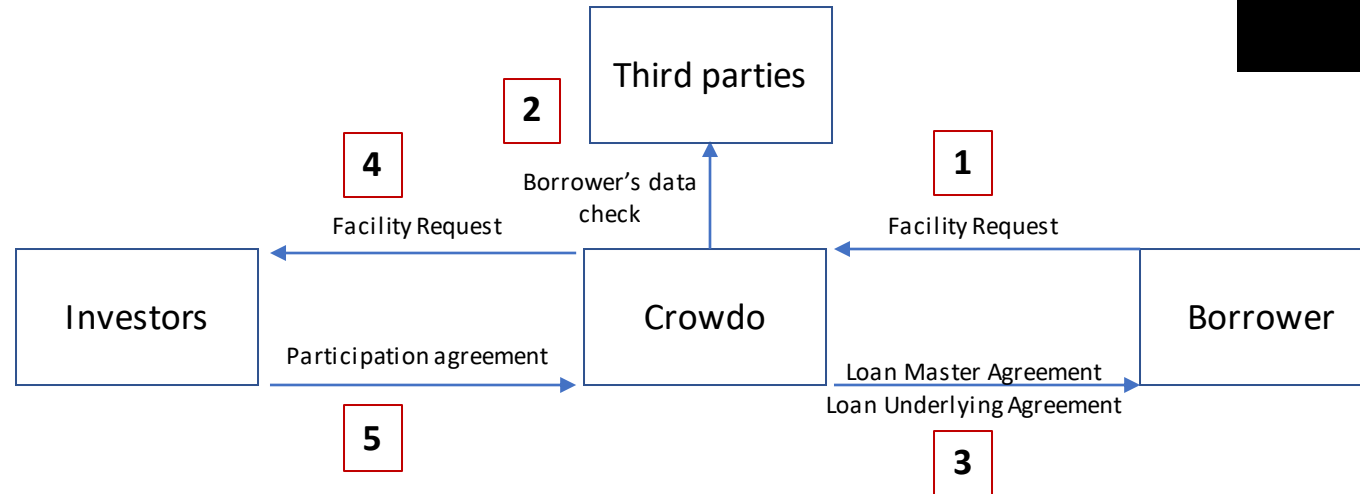 Third parties
2
4
1
Borrower's data
check
Facility Request
Facility Request
Investors
Crowdo
Borrower
Participation agreement
Loan Master Agreement
Loan Underlying Agreement
5
3